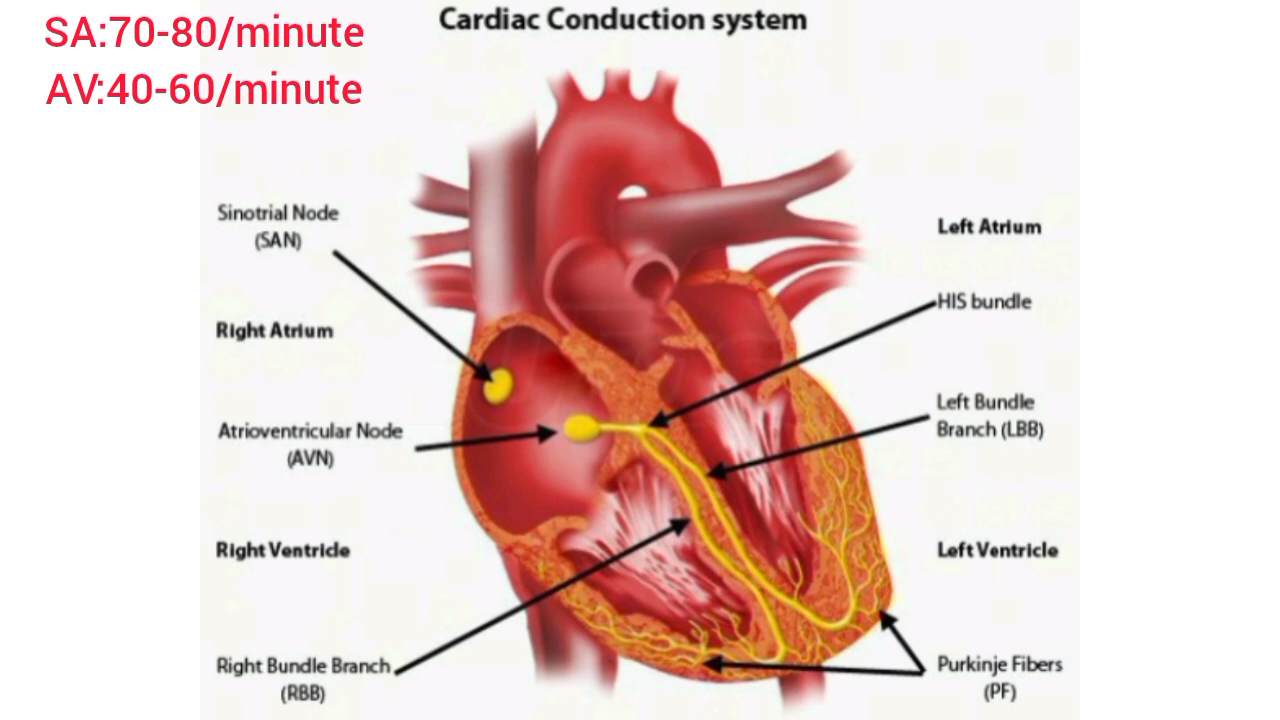 SA:70-80/minute
AV:40-60/minute
Cardiac Conduction system
Sinotrial Node
(SAN)
Right Atrium
Atrioventricular Node
(AVN)
Right Ventricle
Right Bundle Branch
(RBB)
Left Atrium
HIS bundle
Left Bundle
Branch (LBB)
Left Ventricle
Purkinje Fibers
(PF)